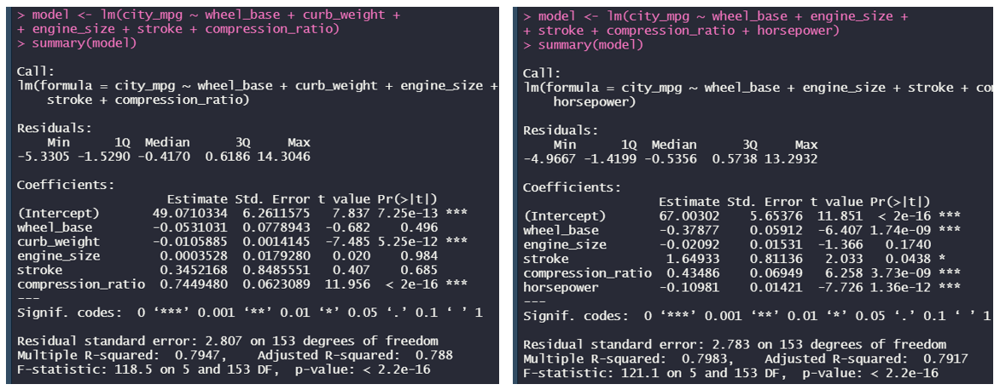 > model <- lm(city_mpg ~ wheel_base + curb_weight +
+ engine_size + stroke + compression_ratio)
> summary(model)
Call:
lm(formula = city_mpg ~ wheel_base + curb_weight + engine_size +
    stroke + compression_ratio)
Residuals:
    Min      1Q  Median      3Q     Max
-5.3305 -1.5290 -0.4170  0.6186 14.3046
Coefficients:
                    Estimate Std. Error t value Pr(>|t|)
(Intercept)       49.0710334  6.2611575   7.837 7.25e-13 ***
wheel_base        -0.0531031  0.0778943  -0.682    0.496
curb_weight       -0.0105885  0.0014145  -7.485 5.25e-12 ***
engine_size        0.0003528  0.0179280   0.020    0.984
stroke             0.3452168  0.8485551   0.407    0.685
compression_ratio  0.7449480  0.0623089  11.956  < 2e-16 ***
---
Signif. codes:  0 ‘***’ 0.001 ‘**’ 0.01 ‘*’ 0.05 ‘.’ 0.1 ‘ ’ 1
Residual standard error: 2.807 on 153 degrees of freedom
Multiple R-squared:  0.7947,	Adjusted R-squared:  0.788
F-statistic: 118.5 on 5 and 153 DF,  p-value: < 2.2e-16
> model <- lm(city_mpg ~ wheel_base + engine_size +
+ stroke + compression_ratio + horsepower)
> summary(model)
Call:
lm(formula = city_mpg ~ wheel_base + engine_size + stroke + co
    horsepower)
Residuals:
    Min      1Q  Median      3Q     Max
-4.9667 -1.4199 -0.5356  0.5738 13.2932
Coefficients:
                  Estimate Std. Error t value Pr(>|t|)
(Intercept)       67.00302    5.65376  11.851  < 2e-16 ***
wheel_base        -0.37877    0.05912  -6.407 1.74e-09 ***
engine_size       -0.02092    0.01531  -1.366   0.1740
stroke             1.64933    0.81136   2.033   0.0438 *
compression_ratio  0.43486    0.06949   6.258 3.73e-09 ***
horsepower        -0.10981    0.01421  -7.726 1.36e-12 ***
---
Signif. codes:  0 ‘***’ 0.001 ‘**’ 0.01 ‘*’ 0.05 ‘.’ 0.1 ‘ ’ 1
Residual standard error: 2.783 on 153 degrees of freedom
Multiple R-squared:  0.7983,	Adjusted R-squared:  0.7917
F-statistic: 121.1 on 5 and 153 DF,  p-value: < 2.2e-16